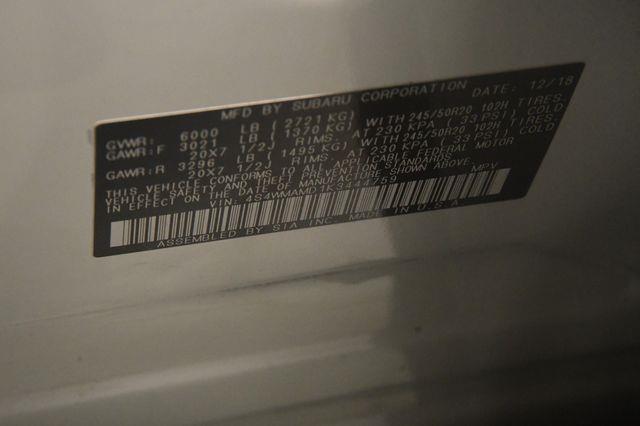 MFD BY SUBARU CORPORATION DATE: 12/18
GVWR: 6000 LB (2721 KG)
GAWR:F 3021 LB (1370 KG) WITH 245/50R20 102H TIRES,
20X7 1/2J RIMS, AT 230 KPA (33 PSI) COLD
GAWR:R 3296 LB (1495 KG) WITH 245/50R20 102H TIRES,
20X7 1/2J RIMS, AT 230 KPA (33 PSI) COLD
THIS VEHICLE CONFORMS TO ALL APPLICABLE FEDERAL MOTOR
VEHICLE SAFETY AND THEFT PREVENTION STANDARDS
IN EFFECT ON THE DATE OF MANUFACTURE SHOWN ABOVE.
VIN: MPV
ASSEMBLED BY SIA INC. MADE IN U.S.A